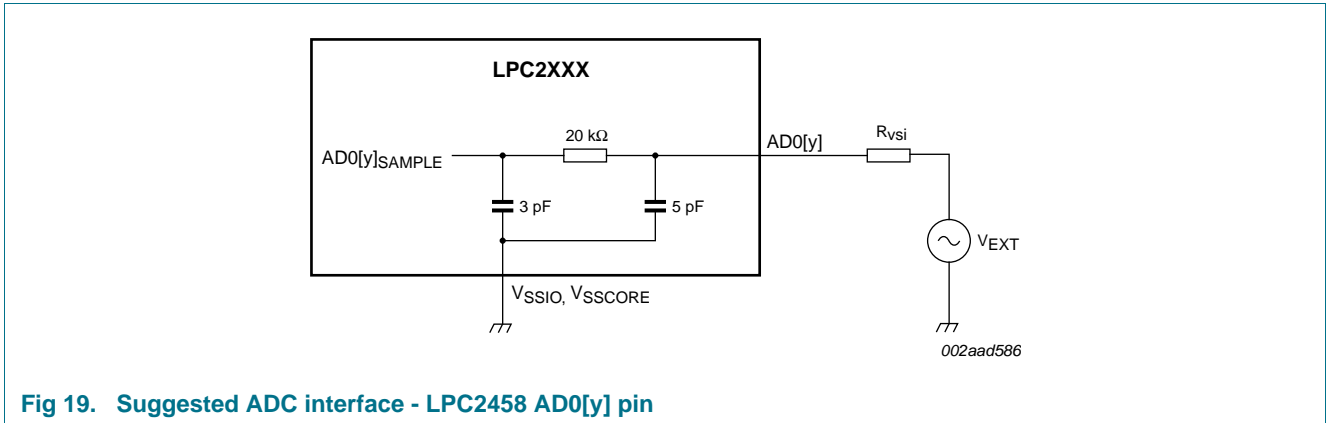 LPC2XXX
20 kΩ
AD0[y]
Rvsi
AD0[y]SAMPLE
3 pF
5 pF
VEXT
VSSIO, VSSCORE
002aad586
Fig 19. Suggested ADC interface - LPC2458 AD0[y] pin